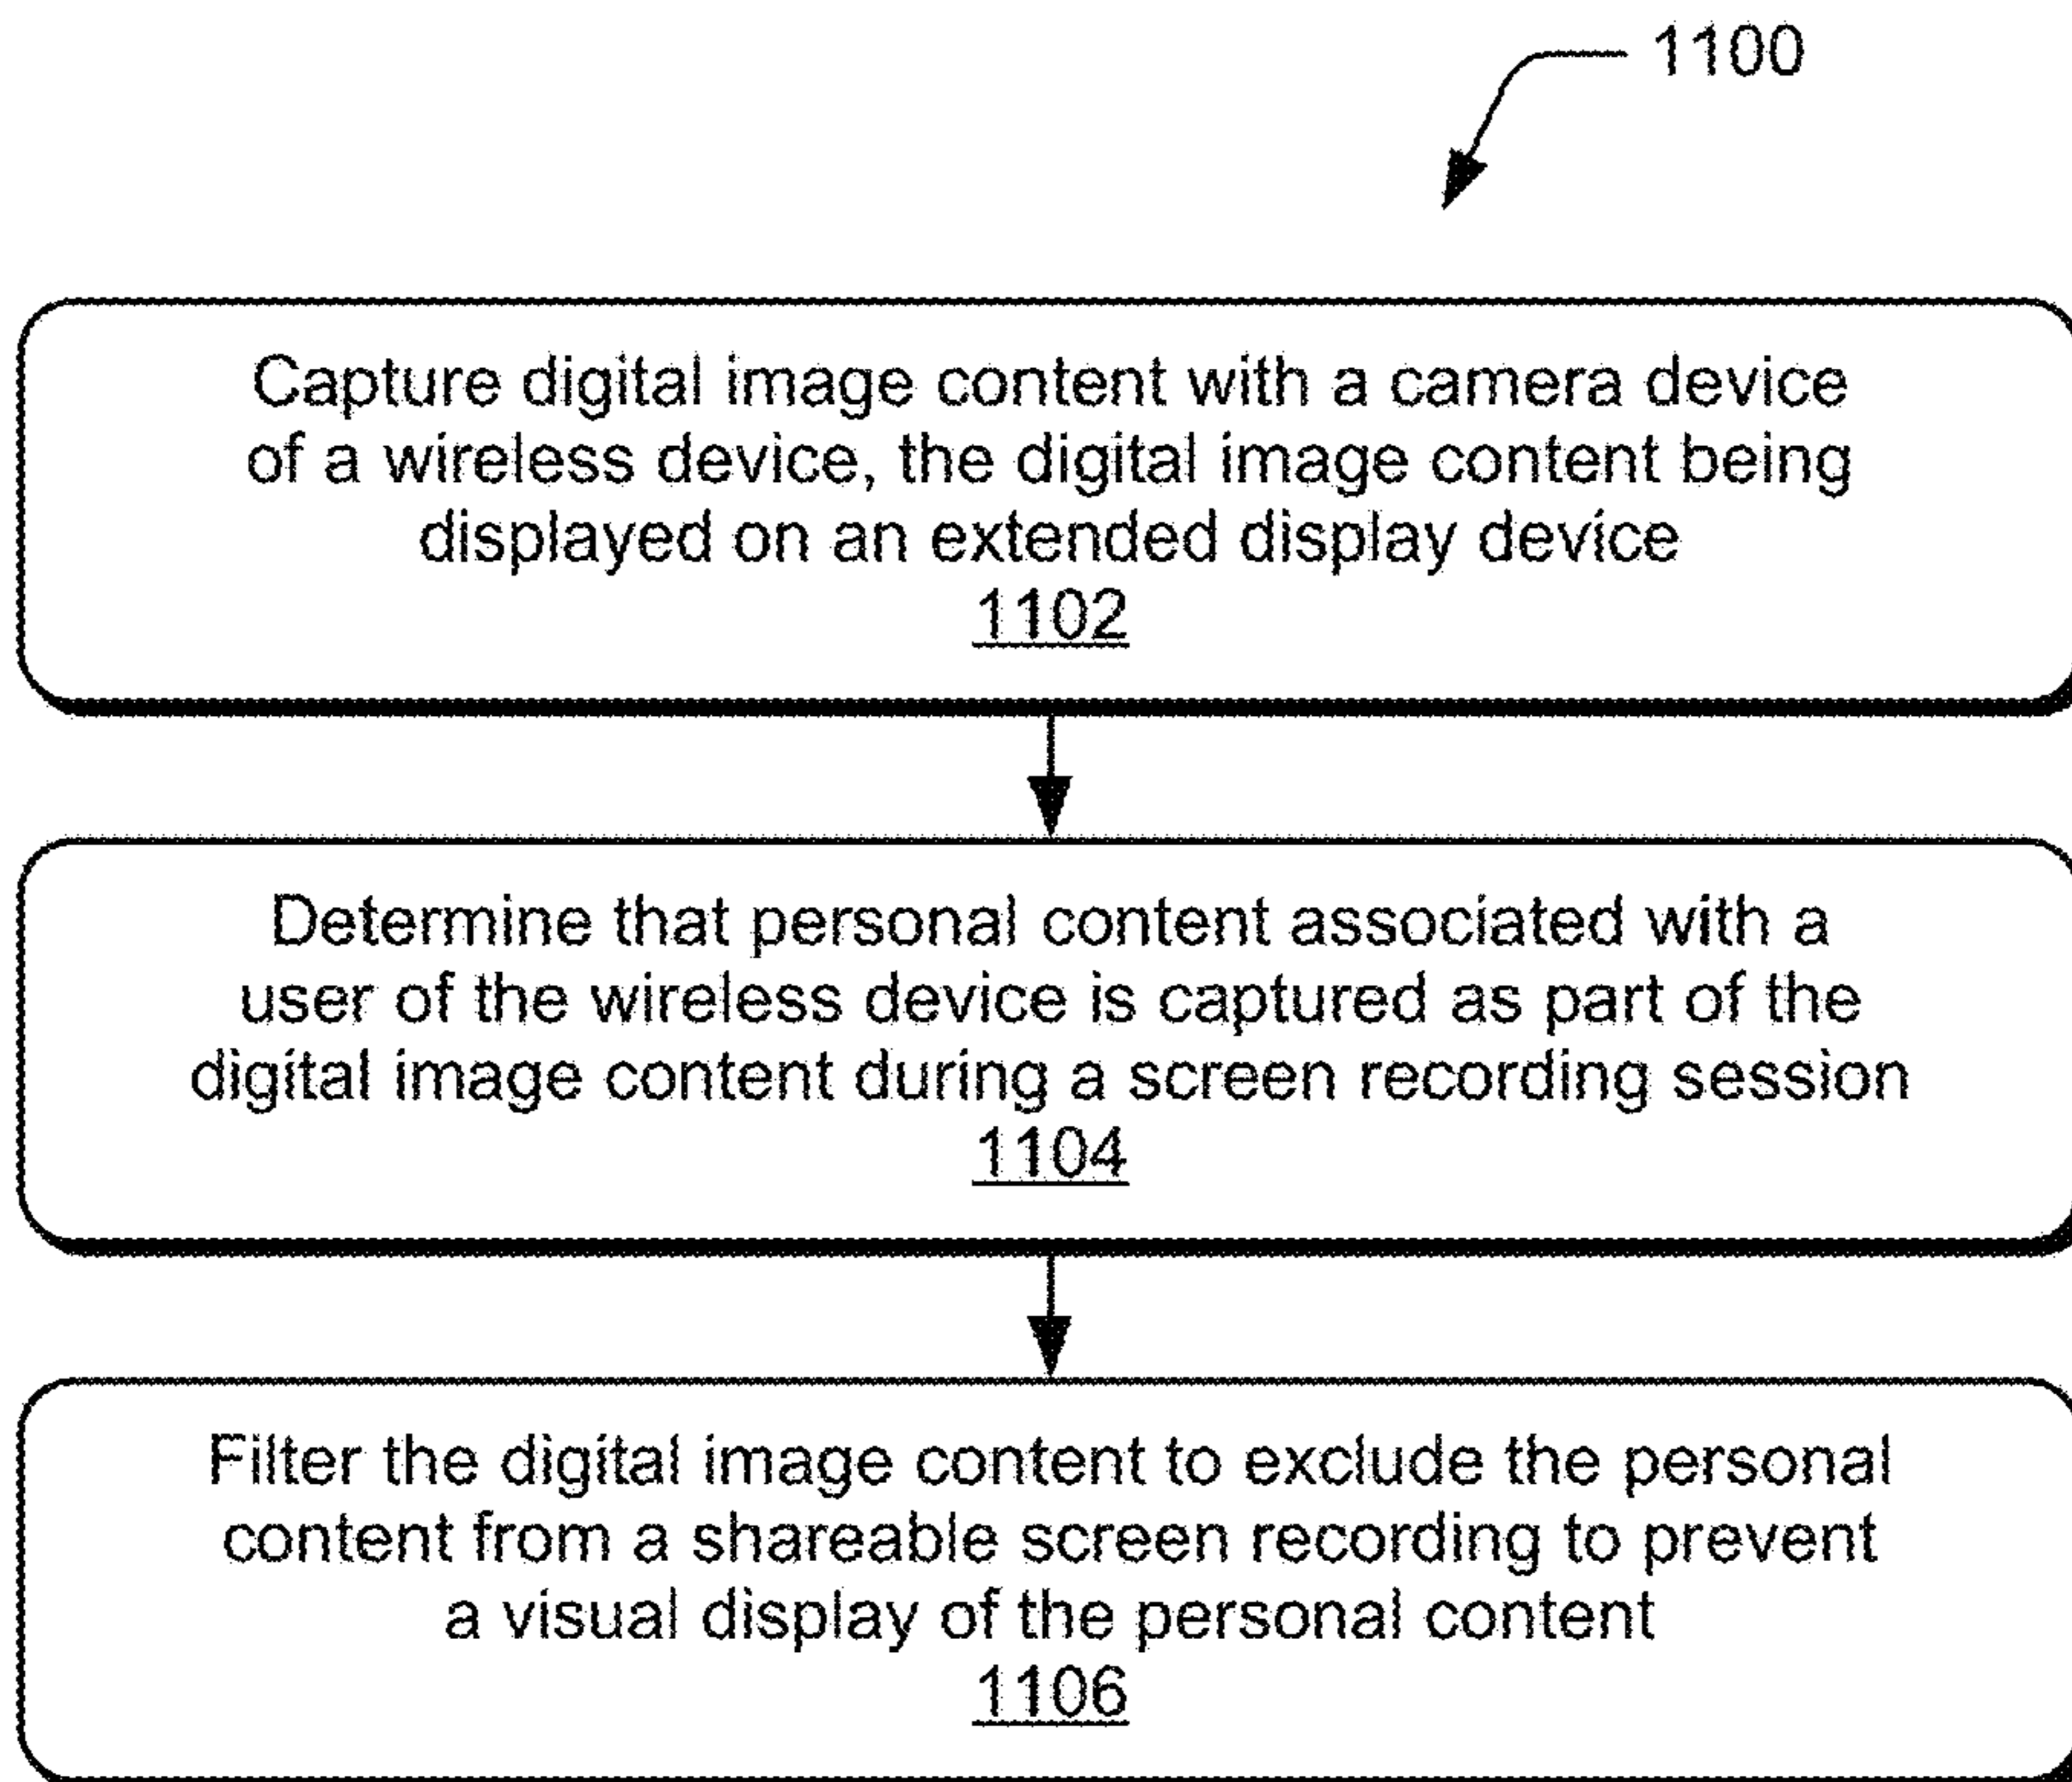 1100
Capture digital image content with a camera device
of a wireless device, the digital image content being
displayed on an extended display device
1102
Determine that personal content associated with a
user of the wireless device is captured as part of the
digital image content during a screen recording session
1104
Filter the digital image content to exclude the personal
content from a shareable screen recording to prevent
a visual display of the personal content
1106